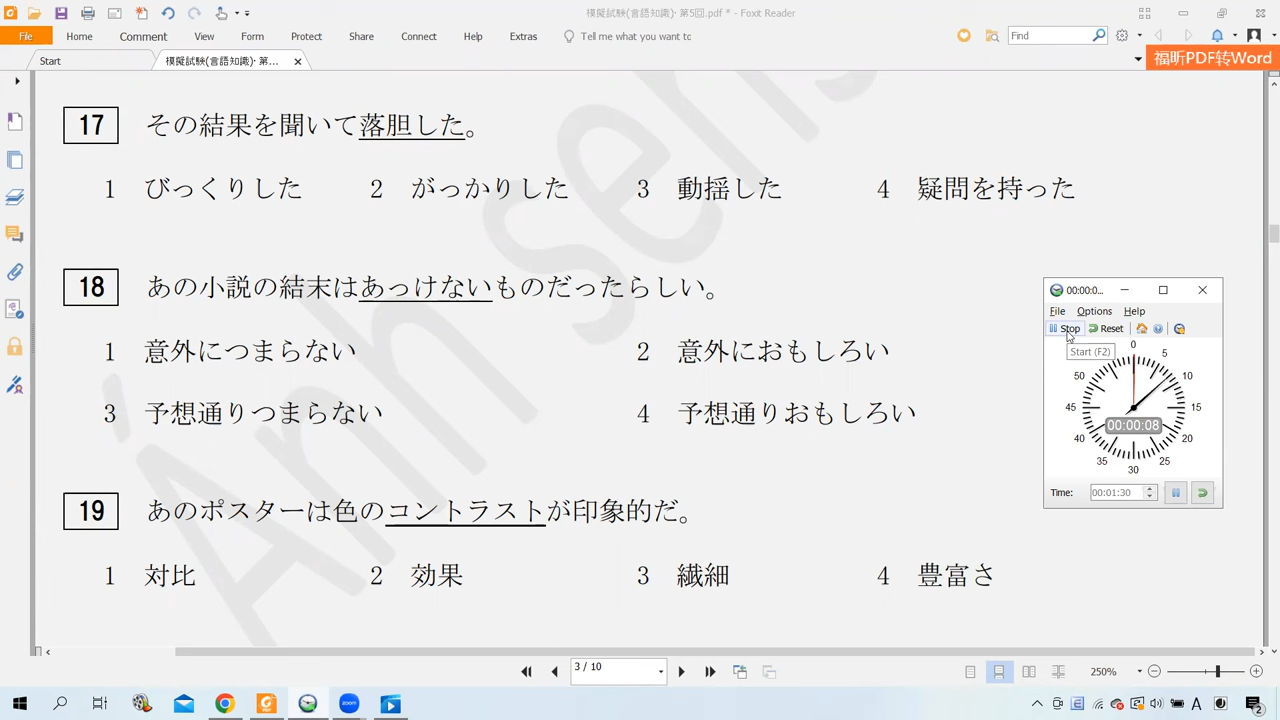 模擬試験(言語知識)· 第5回.pdf * - Foxit Reader
File Home Comment View Form Protect Share Connect Help Extras Tell me what you want to Find
Start 模擬試験(言語知識)· 第... 福昕PDF转Word
17 その結果を聞いて落胆した。
1 びっくりした 2 がっかりした 3 動揺した 4 疑問を持った
18 あの小説の結末はあっけないものだったらしい。
1 意外につまらない 2 意外におもしろい
3 予想通りつまらない 4 予想通りおもしろい
19 あのポスターは色のコントラストが印象的だ。
1 対比 2 効果 3 繊細 4 豊富さ
Ánh sensei
00:00:0...
File Options Help
Stop Reset
Start (F2)
0
5
10
15
20
25
30
35
40
45
50
00:00:08
Time: 00:01:30
3 / 10 250%
zoom A 2